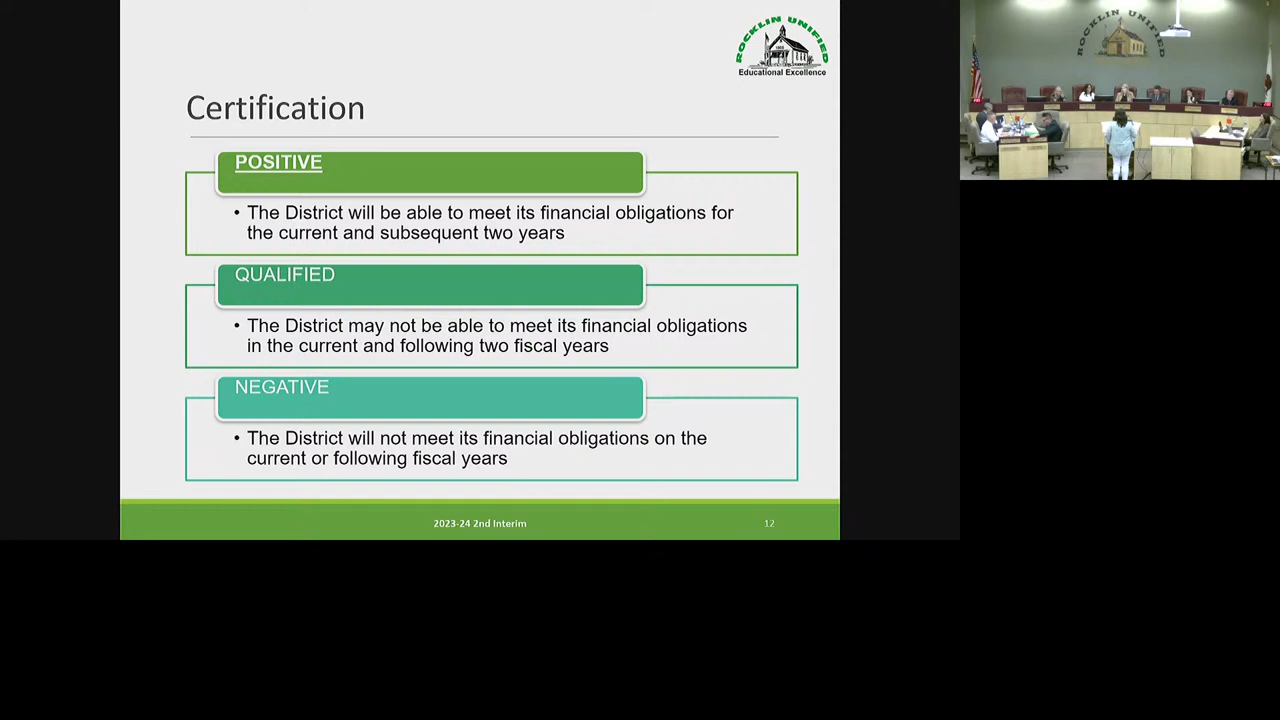 ROCKLIN UNIFIED
Educational Excellence
Certification
POSITIVE
• The District will be able to meet its financial obligations for
the current and subsequent two years
QUALIFIED
• The District may not be able to meet its financial obligations
in the current and following two fiscal years
NEGATIVE
• The District will not meet its financial obligations on the
current or following fiscal years
2023-24 2nd Interim
12
ROCKLIN UNIFIED